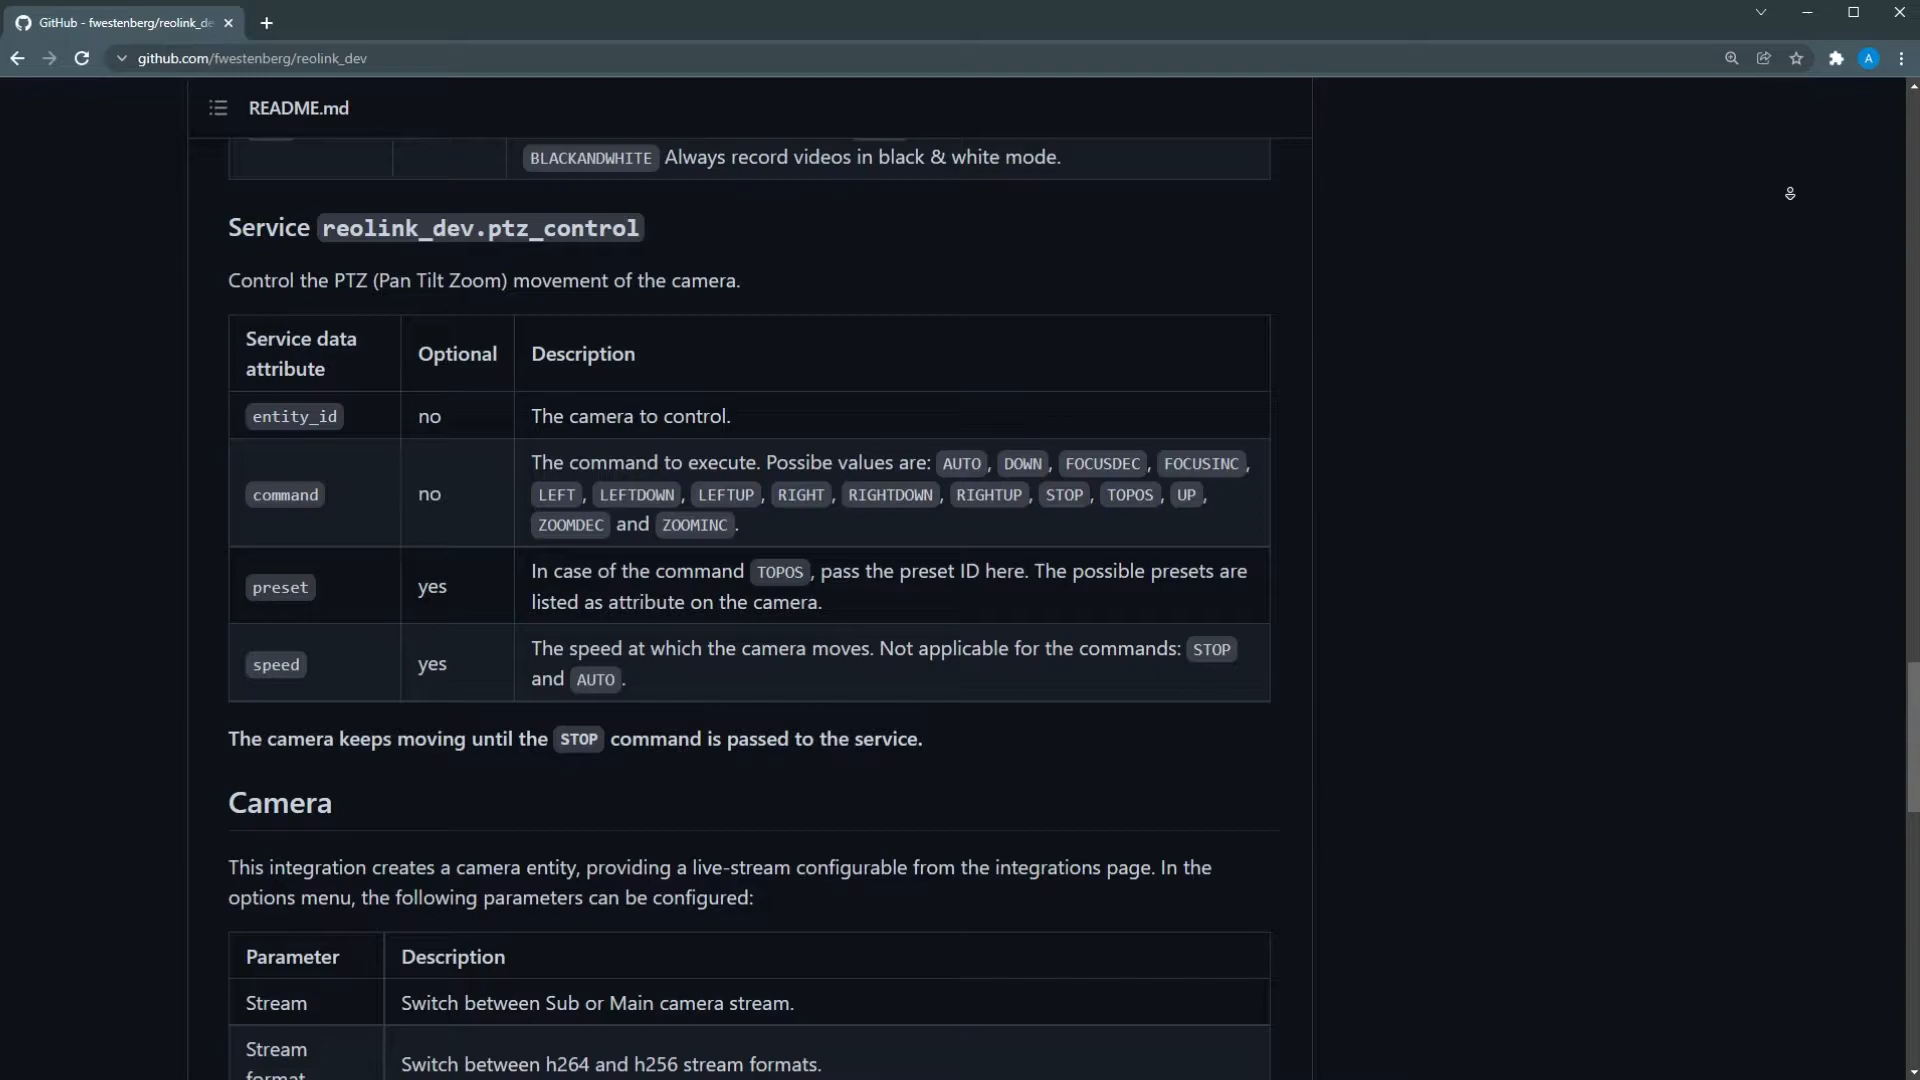 GitHub - fwestenberg/reolink_de
github.com/fwestenberg/reolink_dev
A
README.md
BLACKANDWHITE Always record videos in black & white mode.
Service reolink_dev.ptz_control
Control the PTZ (Pan Tilt Zoom) movement of the camera.
Service data
attribute
Optional
Description
entity_id
no
The camera to control.
command
no
The command to execute. Possibe values are: AUTO, DOWN, FOCUSDEC, FOCUSINC,
LEFT, LEFTDOWN, LEFTUP, RIGHT, RIGHTDOWN, RIGHTUP, STOP, TOPOS, UP,
ZOOMDEC and ZOOMINC.
preset
yes
In case of the command TOPOS, pass the preset ID here. The possible presets are
listed as attribute on the camera.
speed
yes
The speed at which the camera moves. Not applicable for the commands: STOP
and AUTO.
The camera keeps moving until the STOP command is passed to the service.
Camera
This integration creates a camera entity, providing a live-stream configurable from the integrations page. In the
options menu, the following parameters can be configured:
Parameter
Description
Stream
Switch between Sub or Main camera stream.
Stream
format
Switch between h264 and h256 stream formats.